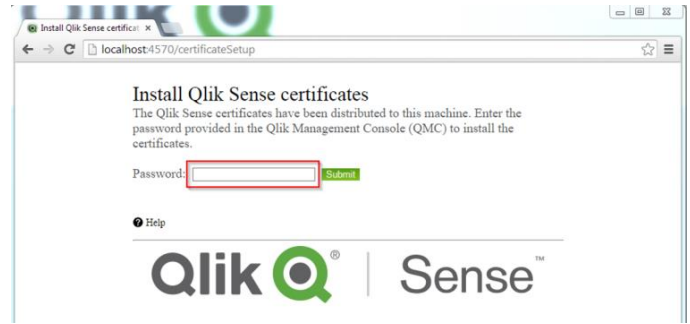 Install Qlik Sense certificat ×
localhost:4570/certificateSetup
Install Qlik Sense certificates
The Qlik Sense certificates have been distributed to this machine. Enter the
password provided in the Qlik Management Console (QMC) to install the
certificates.
Password: Submit
Help
Qlik Q® | Sense™